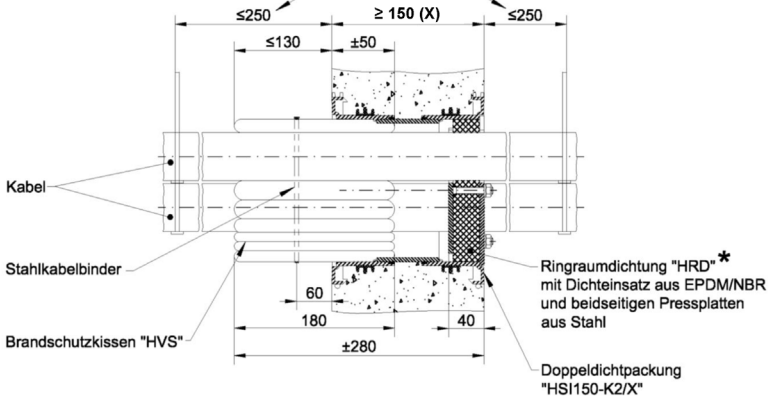 ≤250
≥ 150 (X)
≤250
≤130
±50
Kabel
Stahlkabelbinder
Brandschutzkissen "HVS"
60
180
40
±280
Ringraumdichtung "HRD"*
mit Dichteinsatz aus EPDM/NBR
und beidseitigen Pressplatten
aus Stahl
Doppeldichtpackung
"HSI150-K2/X"